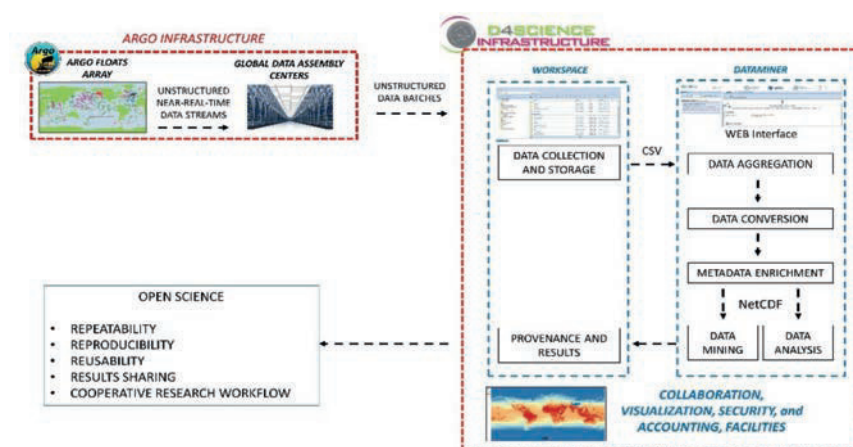 ARGO INFRASTRUCTURE
Argo
ARGO FLOATS
ARRAY
UNSTRUCTURED
NEAR-REAL-TIME
DATA STREAMS
GLOBAL DATA ASSEMBLY
CENTERS
UNSTRUCTURED
DATA BATCHES
D4SCIENCE
INFRASTRUCTURE
WORKSPACE
DATA COLLECTION
AND STORAGE
CSV
DATAMINER
WEB Interface
DATA AGGREGATION
DATA CONVERSION
METADATA ENRICHMENT
NetCDF
DATA
MINING
DATA
ANALYSIS
PROVENANCE AND
RESULTS
COLLABORATION,
VISUALIZATION, SECURITY, and
ACCOUNTING, FACILITIES
OPEN SCIENCE
• REPEATABILITY
• REPRODUCIBILITY
• REUSABILITY
• RESULTS SHARING
• COOPERATIVE RESEARCH WORKFLOW